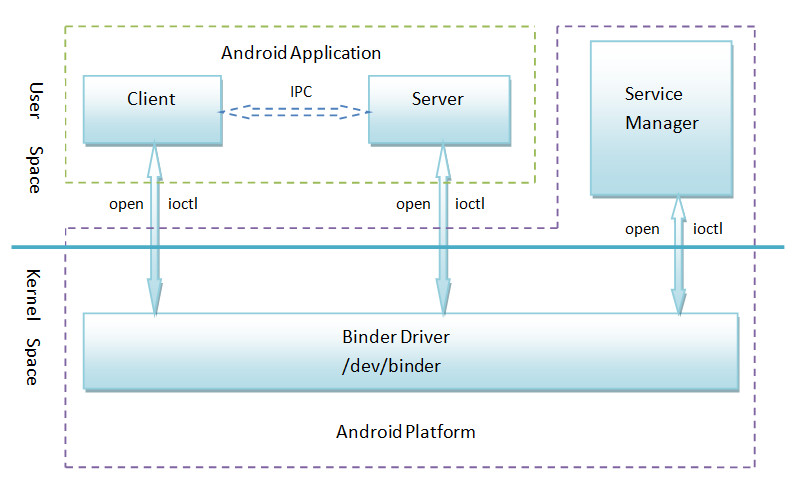 Android Application
Client
IPC
Server
Service
Manager
User Space
open ioctl
open ioctl
open ioctl
Kernel Space
Binder Driver
/dev/binder
Android Platform